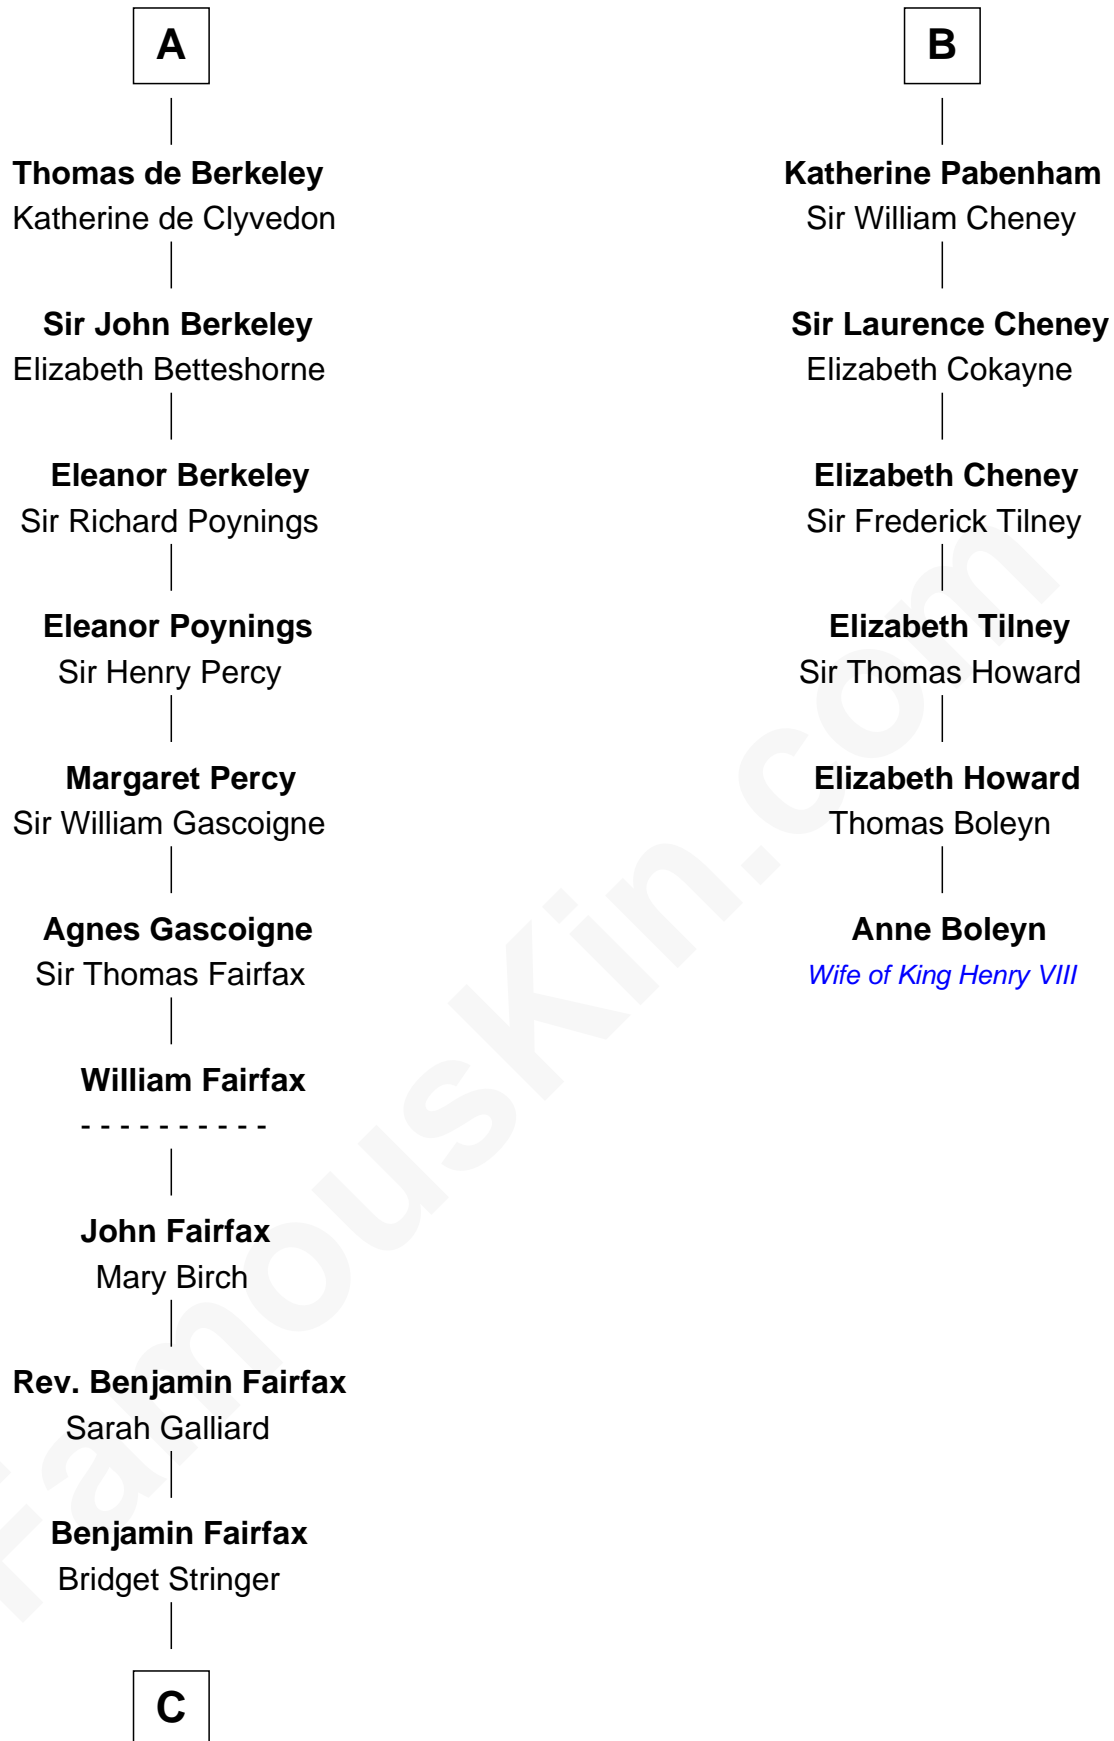 A
Thomas de Berkeley
Katherine de Clyvedon
Sir John Berkeley
Elizabeth Betteshorne
Eleanor Berkeley
Sir Richard Poynings
Eleanor Poynings
Sir Henry Percy
Margaret Percy
Sir William Gascoigne
Agnes Gascoigne
Sir Thomas Fairfax
William Fairfax
- - - - - - - - - -
John Fairfax
Mary Birch
Rev. Benjamin Fairfax
Sarah Galliard
Benjamin Fairfax
Bridget Stringer
C
B
Katherine Pabenham
Sir William Cheney
Sir Laurence Cheney
Elizabeth Cokayne
Elizabeth Cheney
Sir Frederick Tilney
Elizabeth Tilney
Sir Thomas Howard
Elizabeth Howard
Thomas Boleyn
Anne Boleyn
Wife of King Henry VIII
FamousKin.com